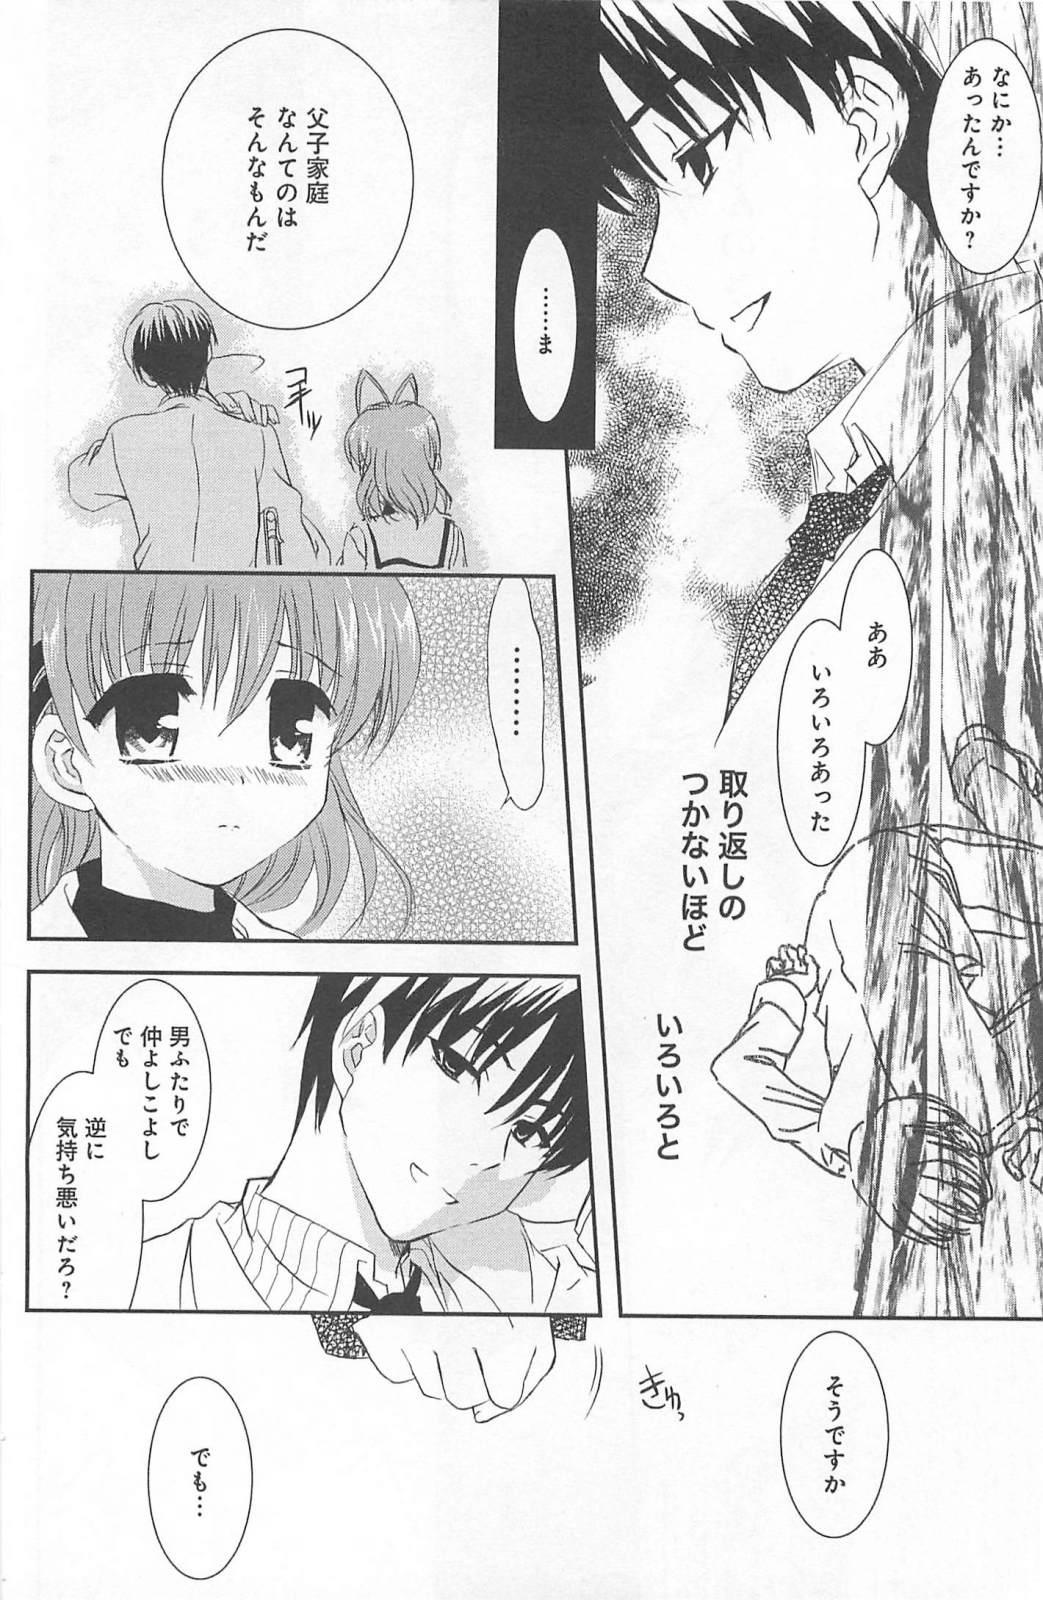 なにか…
あったんですか?
ああ
いろいろあった
取り返しの
つかないほど
いろいろと
そうですか
……ま
父子家庭
なんてのは
そんなもんだ
コキッ
………
男ふたりで
仲よしこよし
でも
逆に
気持ち悪いだろ?
きゅっ
でも…